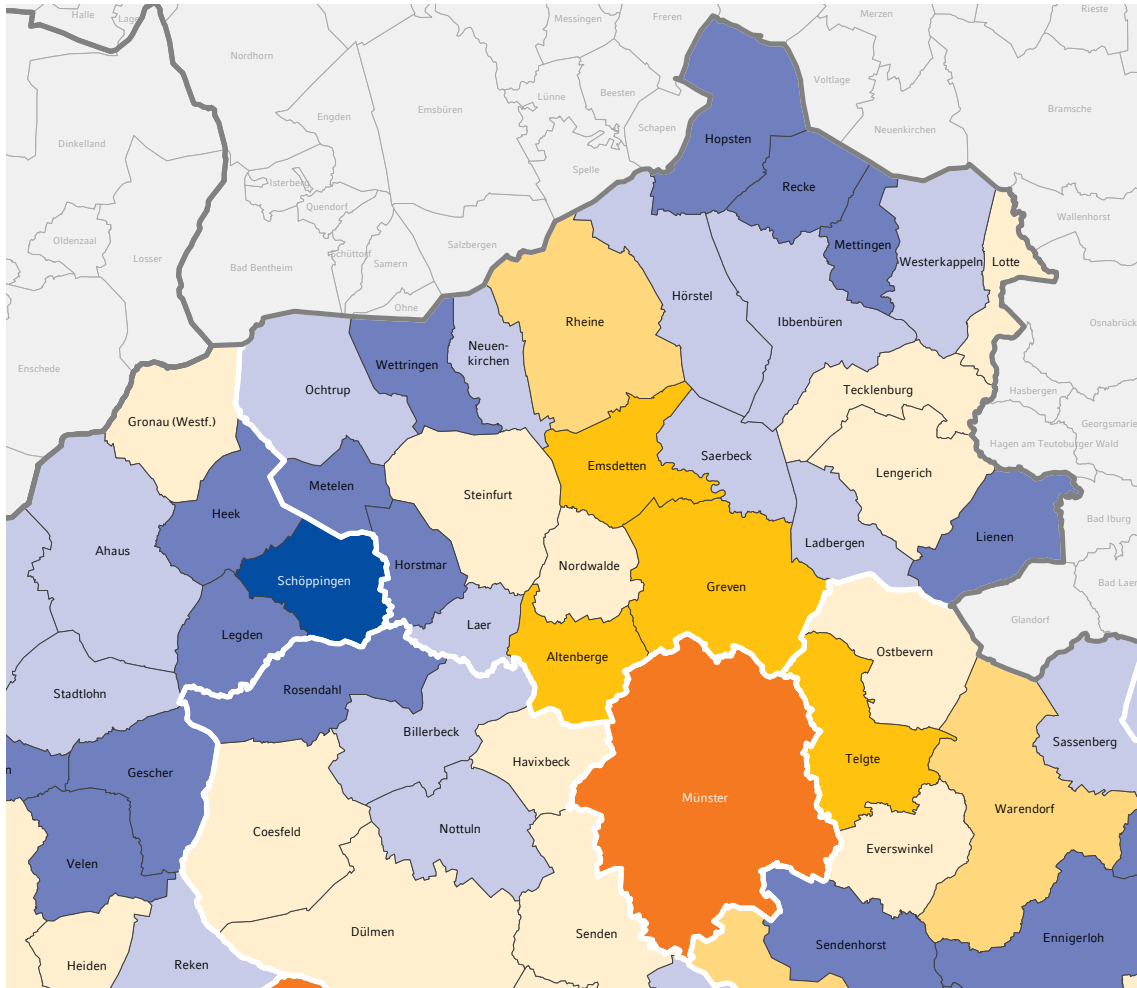 Halle
Lage
Messingen
Freren
Merzen
Rieste
Nordhorn
Voltlage
Lünne
Beesten
Emsbüren
Bramsche
Engden
Schapen
Neuenkirchen
Dinkelland
Hopsten
Spelle
Isterberg
Recke
Quendorf
Wallenhorst
Oldenzaal
Losser
Salzbergen
Mettingen
Schüttorf
Samern
Bad Bentheim
Westerkappeln
Lotte
Hörstel
Ohne
Rheine
Ibbenbüren
Osnabrück
Neuen-
kirchen
Wettringen
Enschede
Ochtrup
Tecklenburg
Hasbergen
Gronau (Westf.)
Georgsmarie
Hagen am Teutoburger Wald
Saerbeck
Emsdetten
Lengerich
Metelen
Steinfurt
Heek
Bad Iburg
Lienen
Ladbergen
Ahaus
Horstmar
Nordwalde
Schöppingen
Bad Laer
Greven
Glandorf
Laer
Legden
Ostbevern
Altenberge
Rosendahl
Stadtlohn
Billerbeck
Sassenberg
Telgte
Havixbeck
n
Gescher
Münster
Warendorf
Nottuln
Coesfeld
Everswinkel
Velen
Dülmen
Senden
Ennigerloh
Sendenhorst
Heiden
Reken